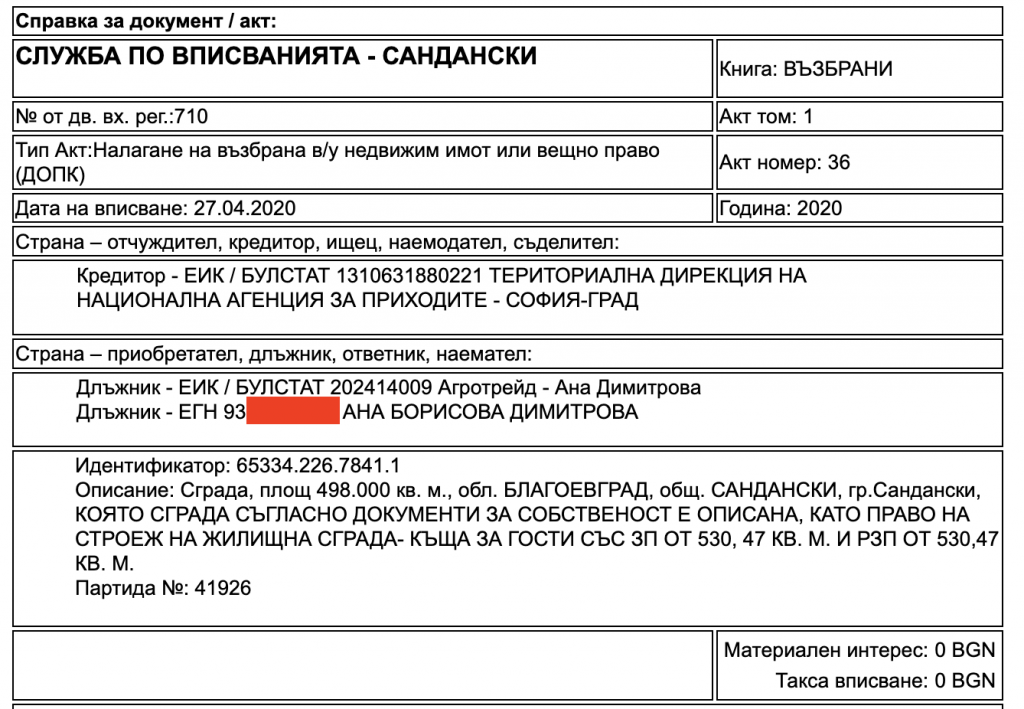 Справка за документ / акт:
СЛУЖБА ПО ВПИСВАНИЯТА - САНДАНСКИ
Книга: ВЪЗБРАНИ
№ от дв. вх. рег.:710
Акт том: 1
Тип Акт:Налагане на възбрана в/у недвижим имот или вещно право
(ДОПК)
Акт номер: 36
Дата на вписване: 27.04.2020
Година: 2020
Страна – отчуждител, кредитор, ищец, наемодател, съделител:
Кредитор - ЕИК / БУЛСТАТ 1310631880221 ТЕРИТОРИАЛНА ДИРЕКЦИЯ НА
НАЦИОНАЛНА АГЕНЦИЯ ЗА ПРИХОДИТЕ - СОФИЯ-ГРАД
Страна – приобретател, длъжник, ответник, наемател:
Длъжник - ЕИК / БУЛСТАТ 202414009 Агротрейд - Ана Димитрова
Длъжник - ЕГН 93 АНА БОРИСОВА ДИМИТРОВА
Идентификатор: 65334.226.7841.1
Описание: Сграда, площ 498.000 кв. м., обл. БЛАГОЕВГРАД, общ. САНДАНСКИ, гр.Сандански,
КОЯТО СГРАДА СЪГЛАСНО ДОКУМЕНТИ ЗА СОБСТВЕНОСТ Е ОПИСАНА, КАТО ПРАВО НА
СТРОЕЖ НА ЖИЛИЩНА СГРАДА- КЪЩА ЗА ГОСТИ СЪС ЗП ОТ 530, 47 КВ. М. И РЗП ОТ 530,47
КВ. М.
Партида №: 41926
Материален интерес: 0 BGN
Такса вписване: 0 BGN